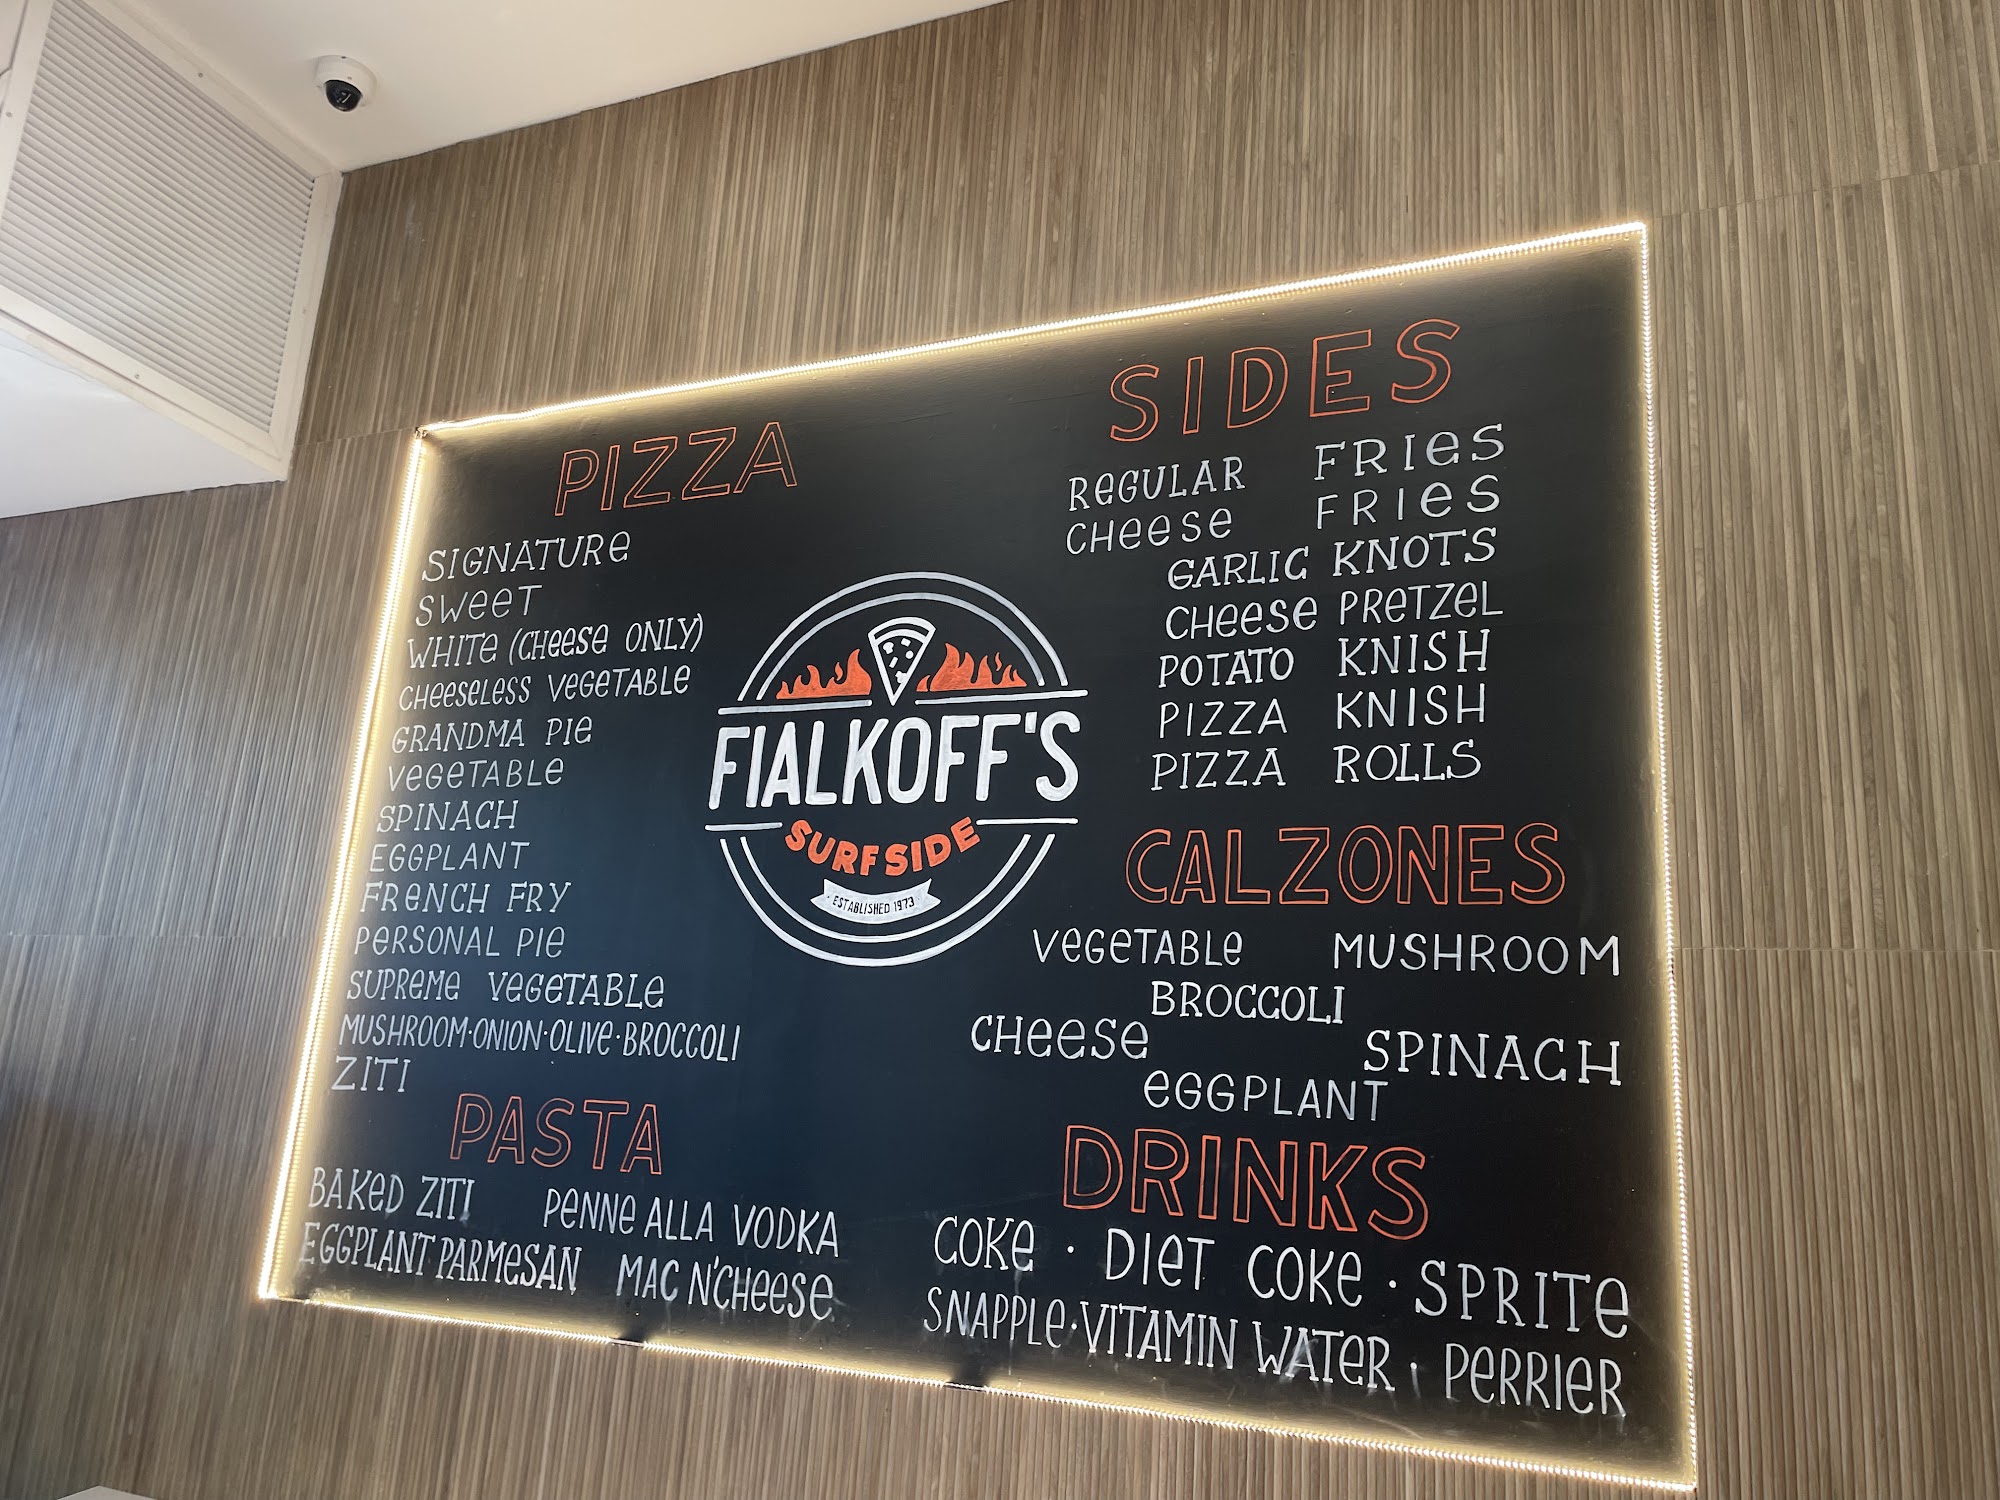 PIZZA
SIGNATURe
SWeeT
WHITe (CHeeSe ONLY)
CHeeSeLeSS VeGeTABLe
GRANDMA PIe
VeGeTABLe
SPINACH
eGGPLANT
FReNCH FRY
PeRSONAL PIe
SUPReMe VeGeTABLe
MUSHROOM·ONION·OLIVe·BROCCOLI
ZITI
PASTA
BAKeD ZITI PeNNe ALLA VODKA
eGGPLANT PARMeSAN MAC N'CHeeSe
FIALKOFF'S
SURFSIDE
· ESTABLISHED 1973 ·
SIDES
ReGULAR FRIeS
CHeeSe FRIeS
GARLIC KNOTS
CHeeSe PReTZeL
POTATO KNISH
PIZZA KNISH
PIZZA ROLLS
CALZONES
VeGeTABLe MUSHROOM
BROCCOLI
CHeeSe SPINACH
eGGPLANT
DRINKS
COKe · DIeT COKe · SPRITe
SNAPPLe·VITAMIN WATeR · PeRRIeR